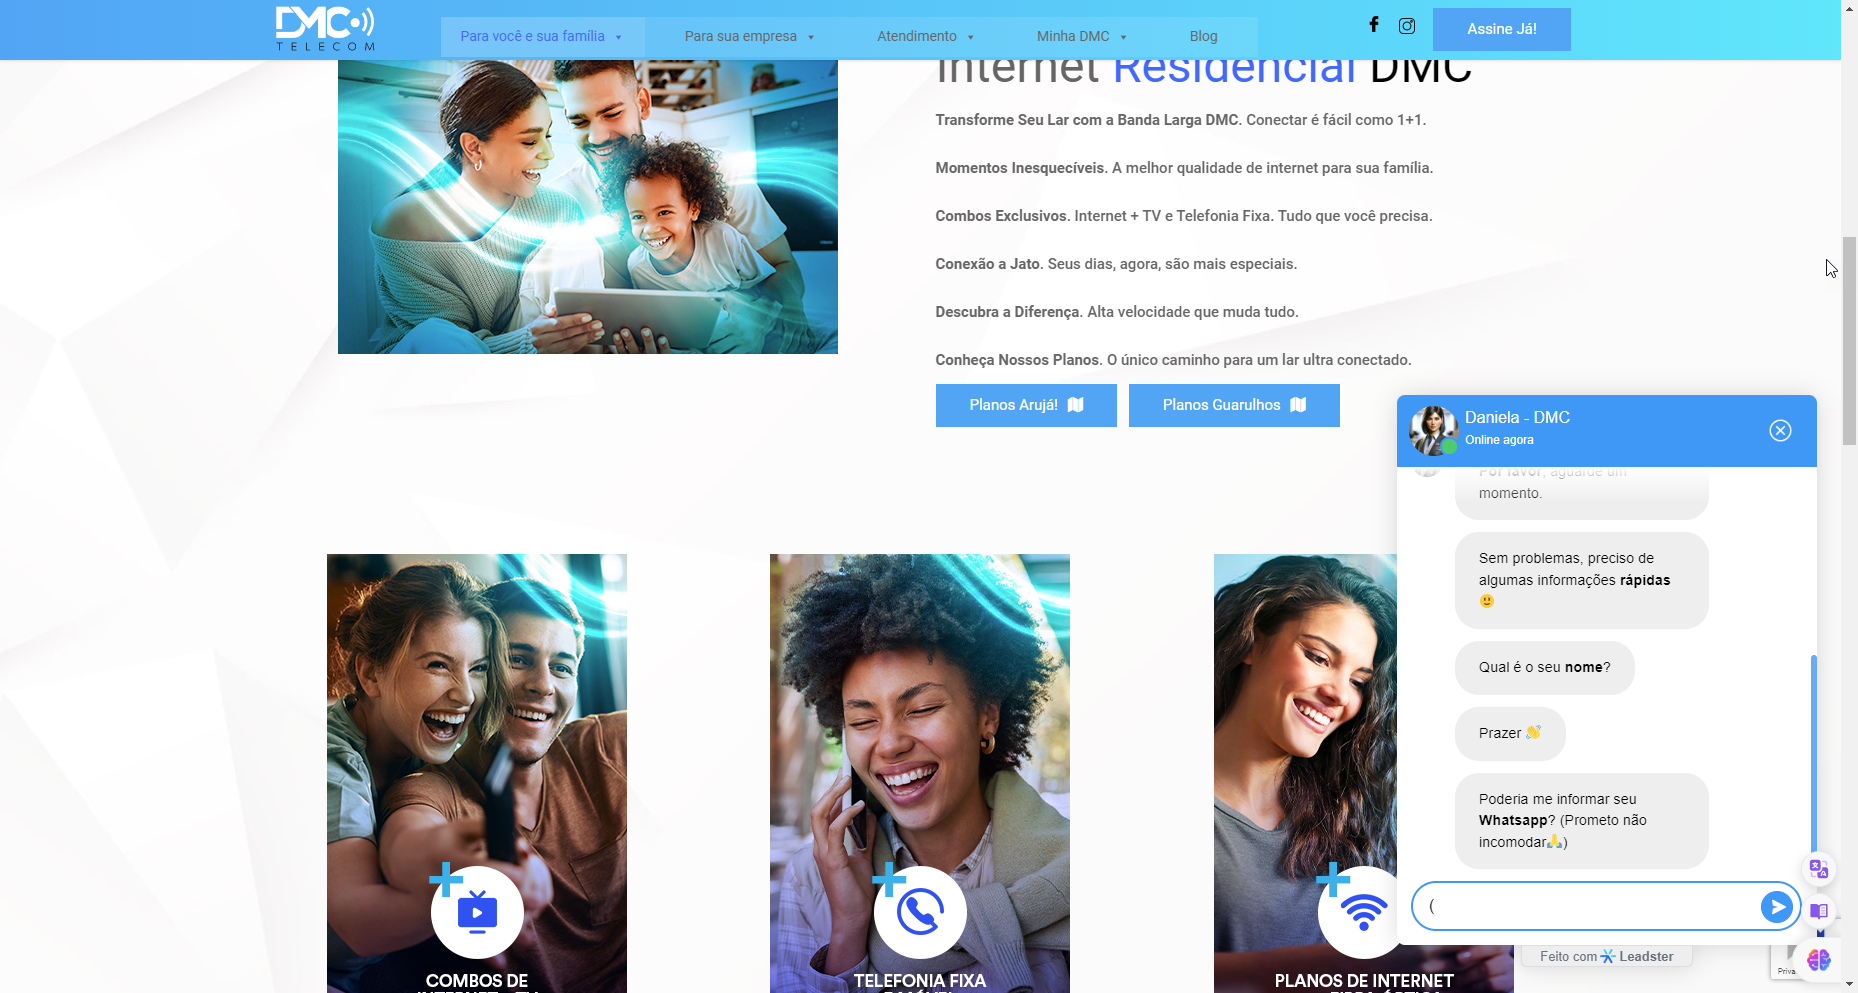 DMC
TELECOM
Para você e sua família
Para sua empresa
Atendimento
Minha DMC
Blog
Assine Já!
Internet Residencial DMC
Transforme Seu Lar com a Banda Larga DMC. Conectar é fácil como 1+1.
Momentos Inesquecíveis. A melhor qualidade de internet para sua família.
Combos Exclusivos. Internet + TV e Telefonia Fixa. Tudo que você precisa.
Conexão a Jato. Seus dias, agora, são mais especiais.
Descubra a Diferença. Alta velocidade que muda tudo.
Conheça Nossos Planos. O único caminho para um lar ultra conectado.
Planos Arujá!
Planos Guarulhos
COMBOS DE
TELEFONIA FIXA
PLANOS DE INTERNET
Daniela - DMC
Online agora
Por favor, aguarde um
momento.
Sem problemas, preciso de
algumas informações rápidas
🙂
Qual é o seu nome?
Prazer 👋
Poderia me informar seu
Whatsapp? (Prometo não
incomodar🙏)
(
Feito com Leadster
Priva